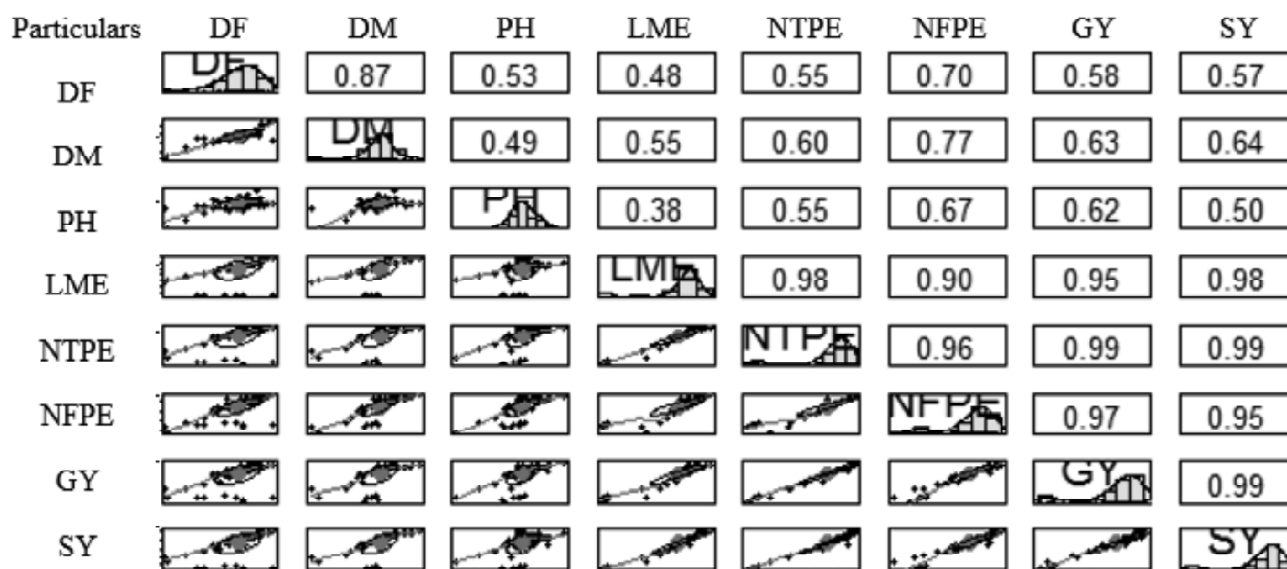 Particulars DF DM PH LME NTPE NFPE GY SY
DF DF 0.87 0.53 0.48 0.55 0.70 0.58 0.57
DM DM 0.49 0.55 0.60 0.77 0.63 0.64
PH PH 0.38 0.55 0.67 0.62 0.50
LME LME 0.98 0.90 0.95 0.98
NTPE NTPE 0.96 0.99 0.99
NFPE NFPE 0.97 0.95
GY GY 0.99
SY SY